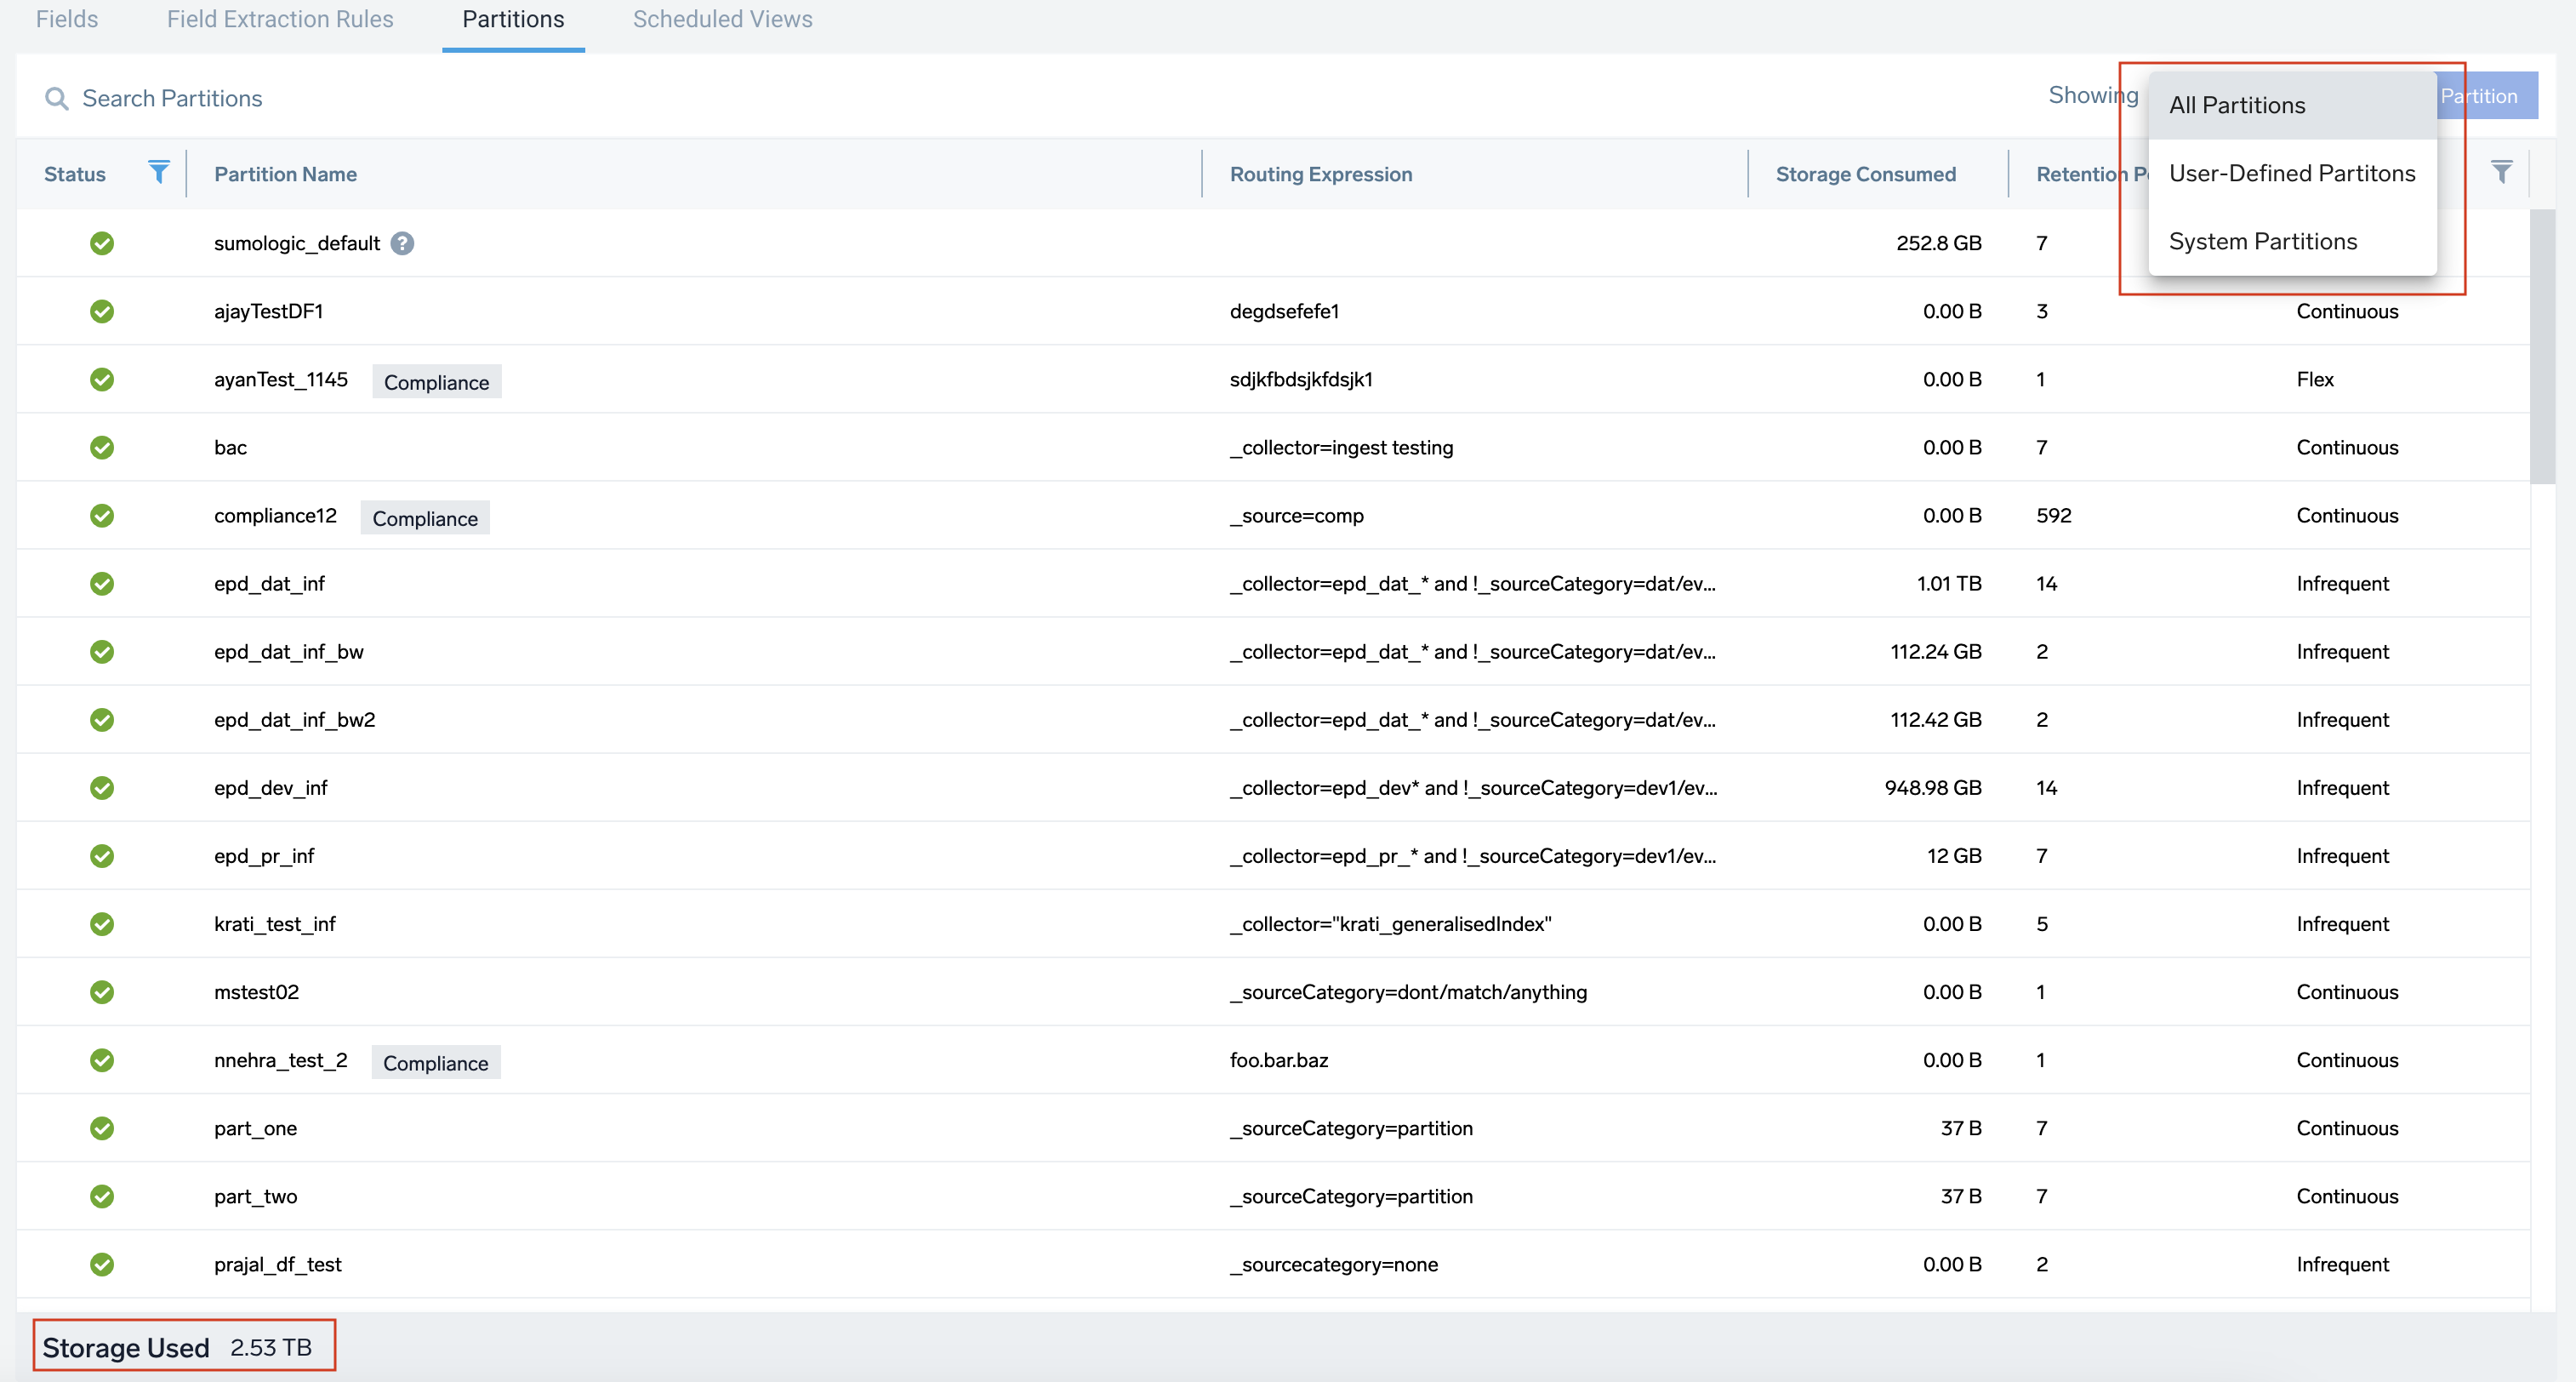 Fields Field Extraction Rules Partitions Scheduled Views
Search Partitions Showing Partition
All Partitions
User-Defined Partitons
System Partitions
Status Partition Name Routing Expression Storage Consumed Retention
sumologic_default ? 252.8 GB 7
ajayTestDF1 degdsefefe1 0.00 B 3 Continuous
ayanTest_1145 Compliance sdjkfbdsjkfdsjk1 0.00 B 1 Flex
bac _collector=ingest testing 0.00 B 7 Continuous
compliance12 Compliance _source=comp 0.00 B 592 Continuous
epd_dat_inf _collector=epd_dat_* and !_sourceCategory=dat/ev... 1.01 TB 14 Infrequent
epd_dat_inf_bw _collector=epd_dat_* and !_sourceCategory=dat/ev... 112.24 GB 2 Infrequent
epd_dat_inf_bw2 _collector=epd_dat_* and !_sourceCategory=dat/ev... 112.42 GB 2 Infrequent
epd_dev_inf _collector=epd_dev* and !_sourceCategory=dev1/ev... 948.98 GB 14 Infrequent
epd_pr_inf _collector=epd_pr_* and !_sourceCategory=dev1/ev... 12 GB 7 Infrequent
krati_test_inf _collector="krati_generalisedIndex" 0.00 B 5 Infrequent
mstest02 _sourceCategory=dont/match/anything 0.00 B 1 Continuous
nnehra_test_2 Compliance foo.bar.baz 0.00 B 1 Continuous
part_one _sourceCategory=partition 37 B 7 Continuous
part_two _sourceCategory=partition 37 B 7 Continuous
prajal_df_test _sourcecategory=none 0.00 B 2 Infrequent
Storage Used 2.53 TB